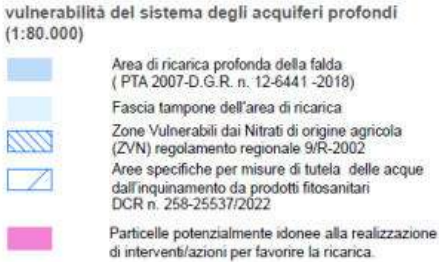 vulnerabilità del sistema degli acquiferi profondi
(1:80.000)
Area di ricarica profonda della falda
( PTA 2007-D.G.R. n. 12-6441 -2018)
Fascia tampone dell'area di ricarica
Zone Vulnerabili dai Nitrati di origine agricola
(ZVN) regolamento regionale 9/R-2002
Aree specifiche per misure di tutela delle acque
dall'inquinamento da prodotti fitosanitari
DCR n. 258-25537/2022
Particelle potenzialmente idonee alla realizzazione
di interventi/azioni per favorire la ricarica.